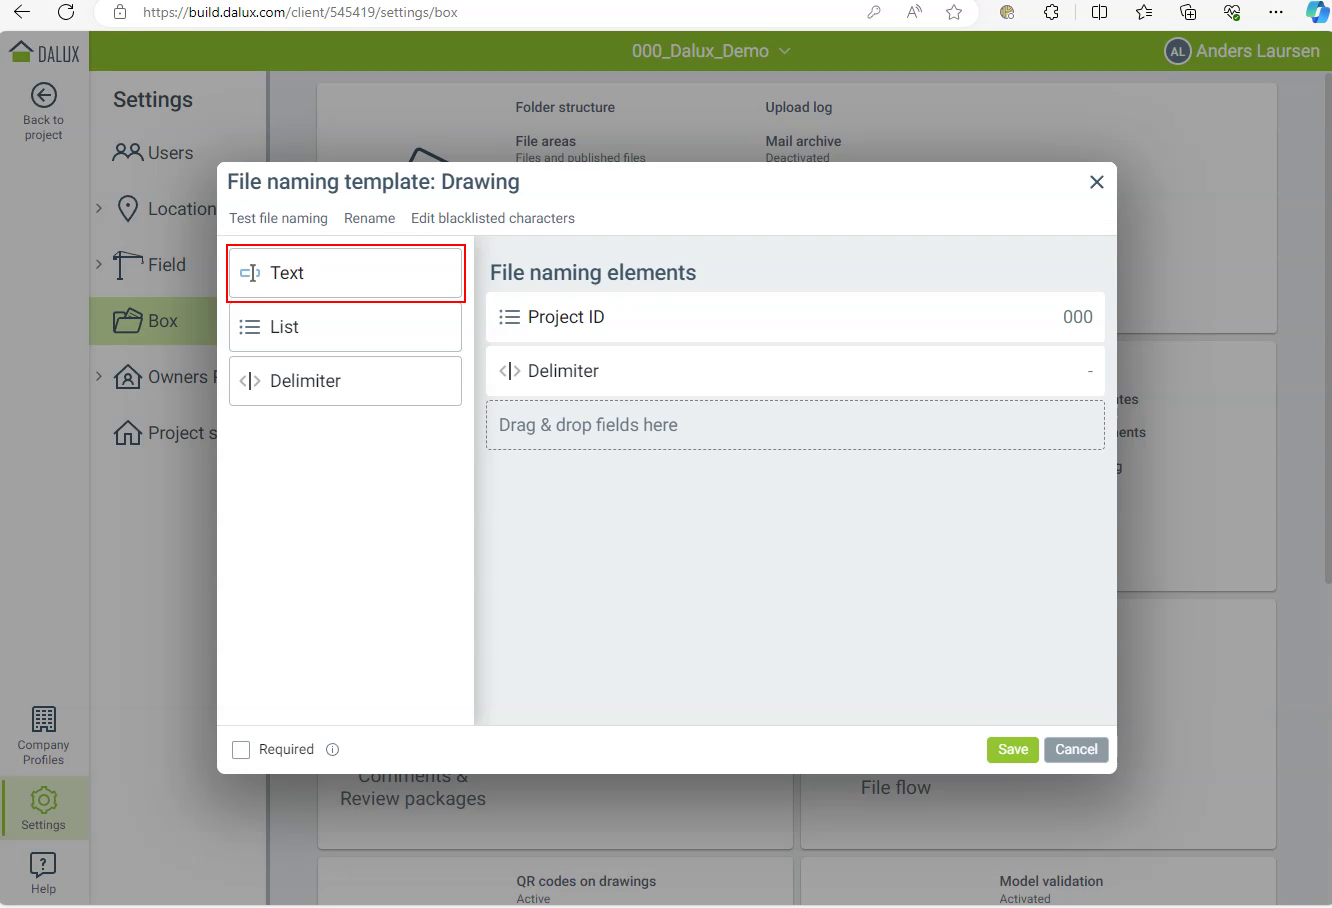 https://build.dalux.com/client/545419/settings/box
DALUX
000_Dalux_Demo
AL
Anders Laursen
Back to
project
Settings
Users
Location
Field
Box
Owners
Project s
Company
Profiles
Settings
?
Help
Folder structure
Upload log
File areas
Files and published files
Mail archive
Deactivated
File naming template: Drawing
Test file naming
Rename
Edit blacklisted characters
Text
List
Delimiter
File naming elements
Project ID
000
Delimiter
-
Drag & drop fields here
Required
Save
Cancel
Comments &
Review packages
File flow
QR codes on drawings
Active
Model validation
Activated